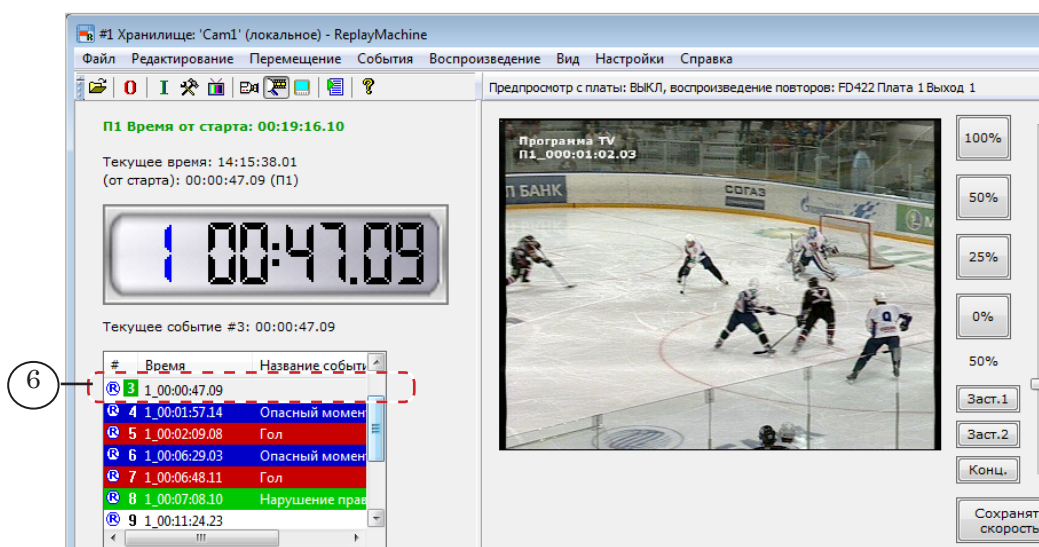 #1 Хранилище: 'Cam1' (локальное) - ReplayMachine
Файл Редактирование Перемещение События Воспроизведение Вид Настройки Справка
Предпросмотр с платы: ВЫКЛ, воспроизведение повторов: FD422 Плата 1 Выход 1
П1 Время от старта: 00:19:16.10
Текущее время: 14:15:38.01
(от старта): 00:00:47.09 (П1)
1 00:47.09
Текущее событие #3: 00:00:47.09
# Время Название событи
6
R 3 1_00:00:47.09
R 4 1_00:01:57.14 Опасный момен
R 5 1_00:02:09.08 Гол
R 6 1_00:06:29.03 Опасный момен
R 7 1_00:06:48.11 Гол
R 8 1_00:07:08.10 Нарушение прав
R 9 1_00:11:24.23
Программа TV
П1_000:01:02.03
П БАНК
СОГАЗ
100%
50%
25%
0%
50%
Заст.1
Заст.2
Конц.
Сохранят
скорость